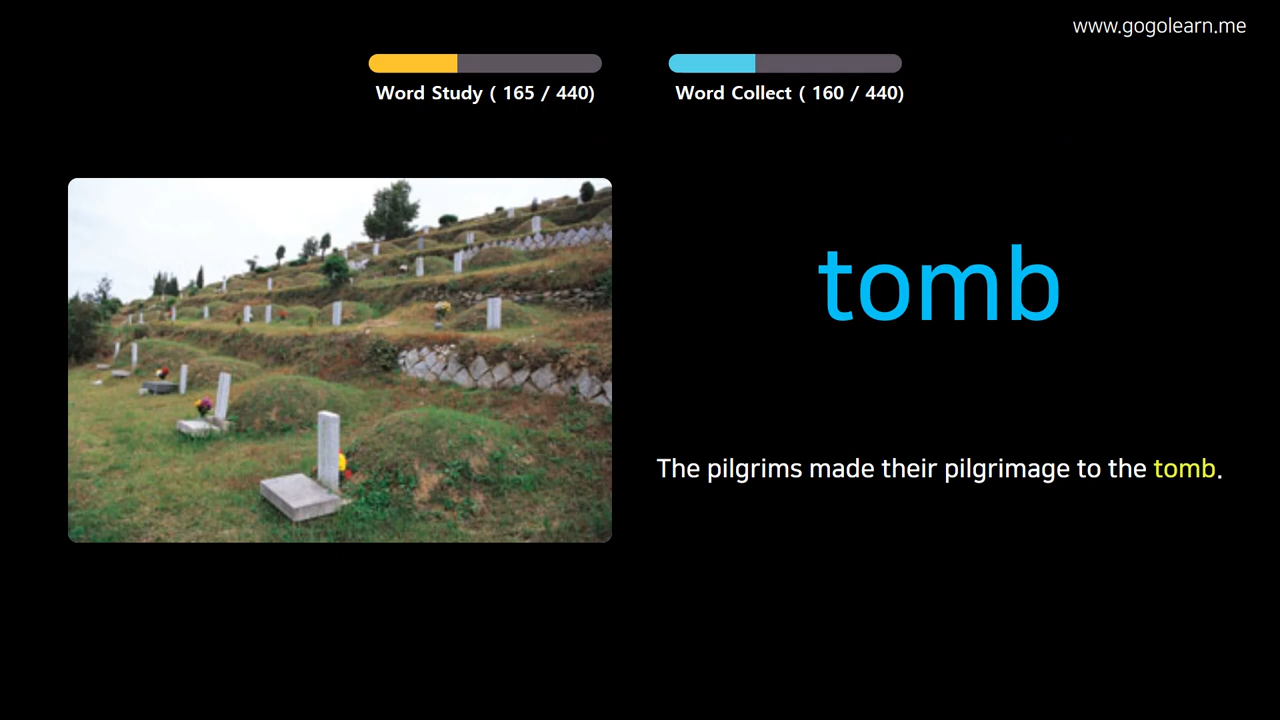 www.gogolearn.me
Word Study ( 165 / 440)
Word Collect ( 160 / 440)
tomb
The pilgrims made their pilgrimage to the tomb.